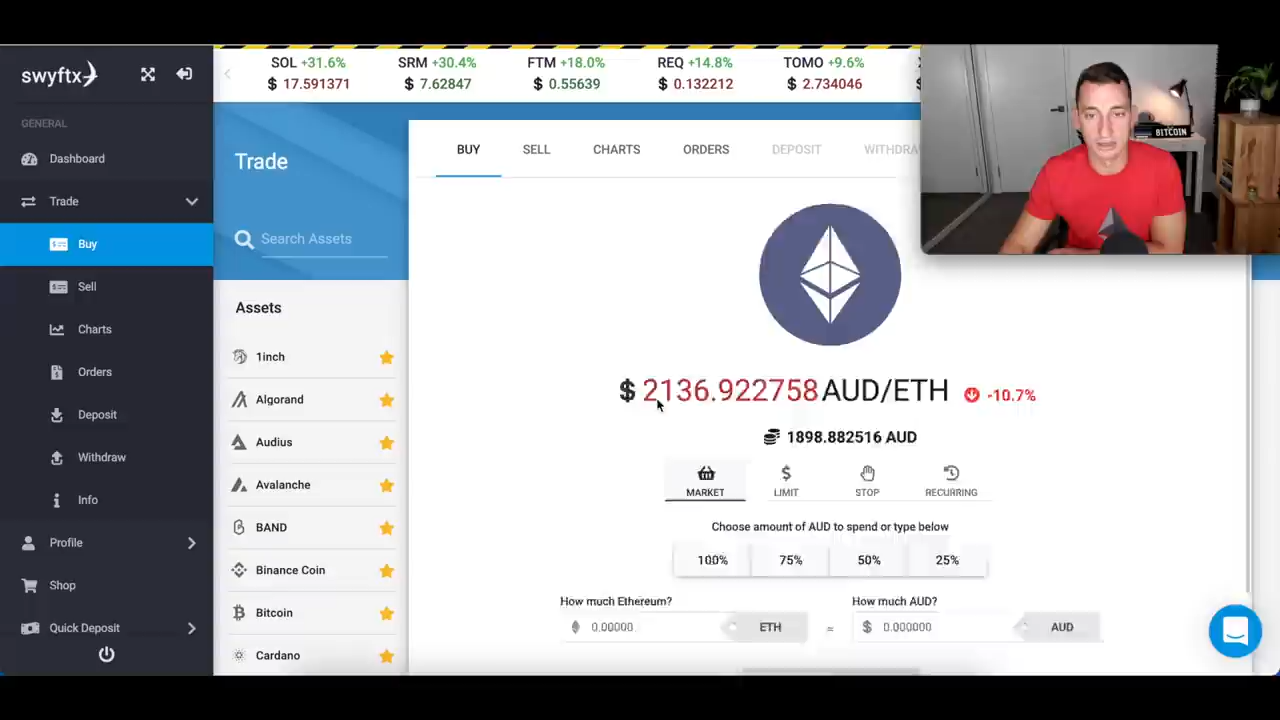 swyftx
GENERAL
Dashboard
Trade
Buy
Sell
Charts
Orders
Deposit
Withdraw
Info
Profile
Shop
Quick Deposit
SOL +31.6% SRM +30.4% FTM +18.0% REQ +14.8% TOMO +9.6%
$ 17.591371 $ 7.62847 $ 0.55639 $ 0.132212 $ 2.734046
Trade
Search Assets
Assets
1inch
Algorand
Audius
Avalanche
BAND
Binance Coin
Bitcoin
Cardano
BUY SELL CHARTS ORDERS DEPOSIT
$ 2136.922758 AUD/ETH -10.7%
1898.882516 AUD
MARKET LIMIT STOP RECURRING
Choose amount of AUD to spend or type below
100% 75% 50% 25%
How much Ethereum? How much AUD?
0.00000 ETH = $ 0.000000 AUD
BITCOIN